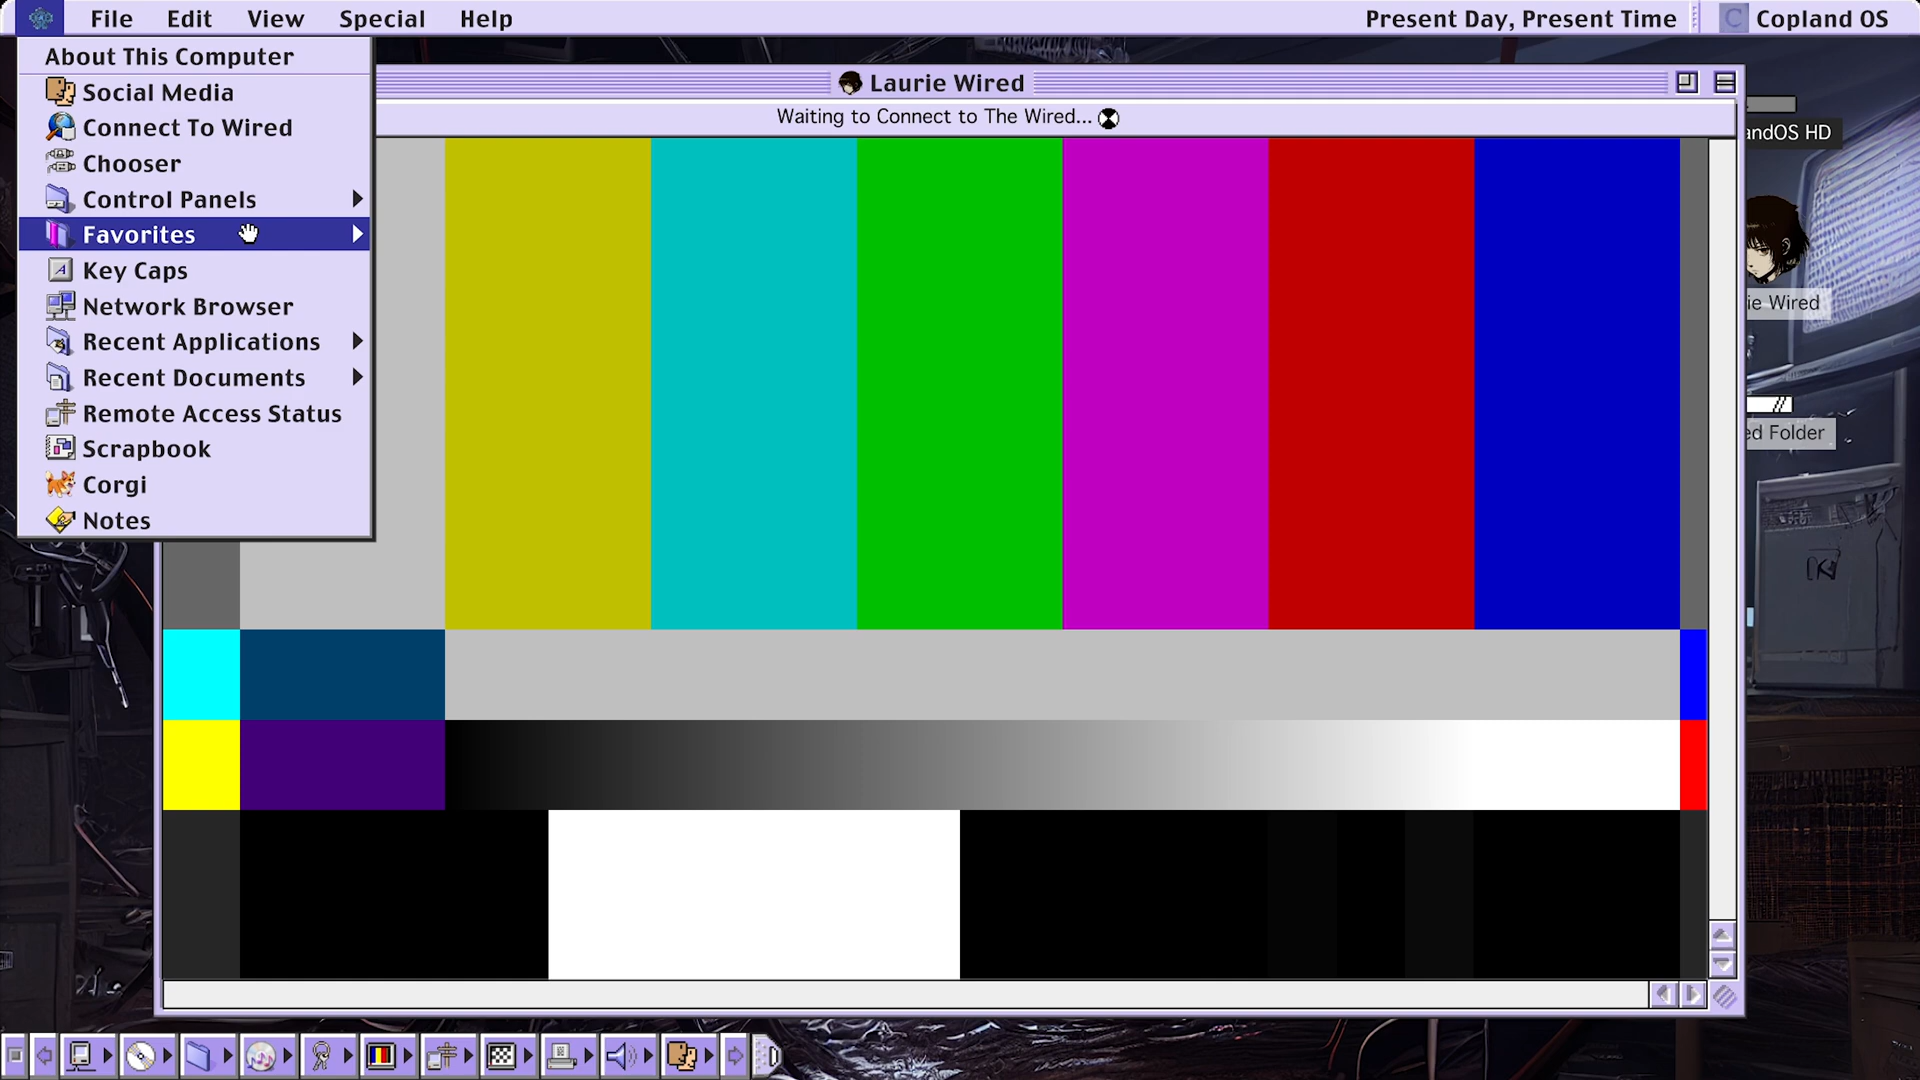 File Edit View Special Help Present Day, Present Time C Copland OS
About This Computer
Social Media
Connect To Wired
Chooser
Control Panels
Favorites
A Key Caps
Network Browser
Recent Applications
Recent Documents
Remote Access Status
Scrapbook
Corgi
Notes
Laurie Wired
Waiting to Connect to The Wired...
andOS HD
ie Wired
ed Folder